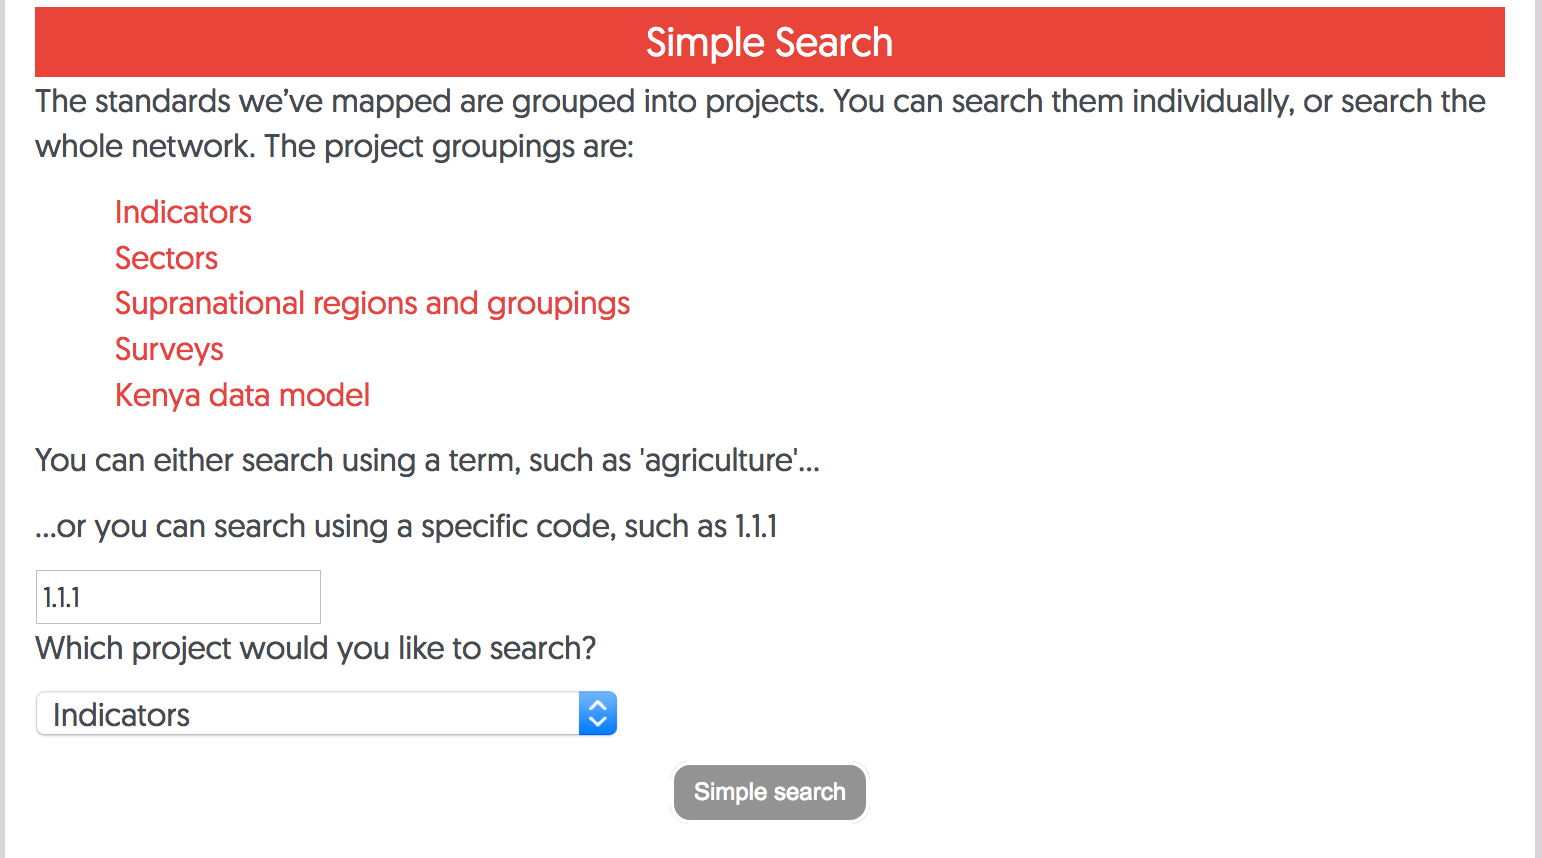 Simple Search
The standards we’ve mapped are grouped into projects. You can search them individually, or search the
whole network. The project groupings are:
Indicators
Sectors
Supranational regions and groupings
Surveys
Kenya data model
You can either search using a term, such as 'agriculture'...
...or you can search using a specific code, such as 1.1.1
1.1.1
Which project would you like to search?
Indicators
Simple search